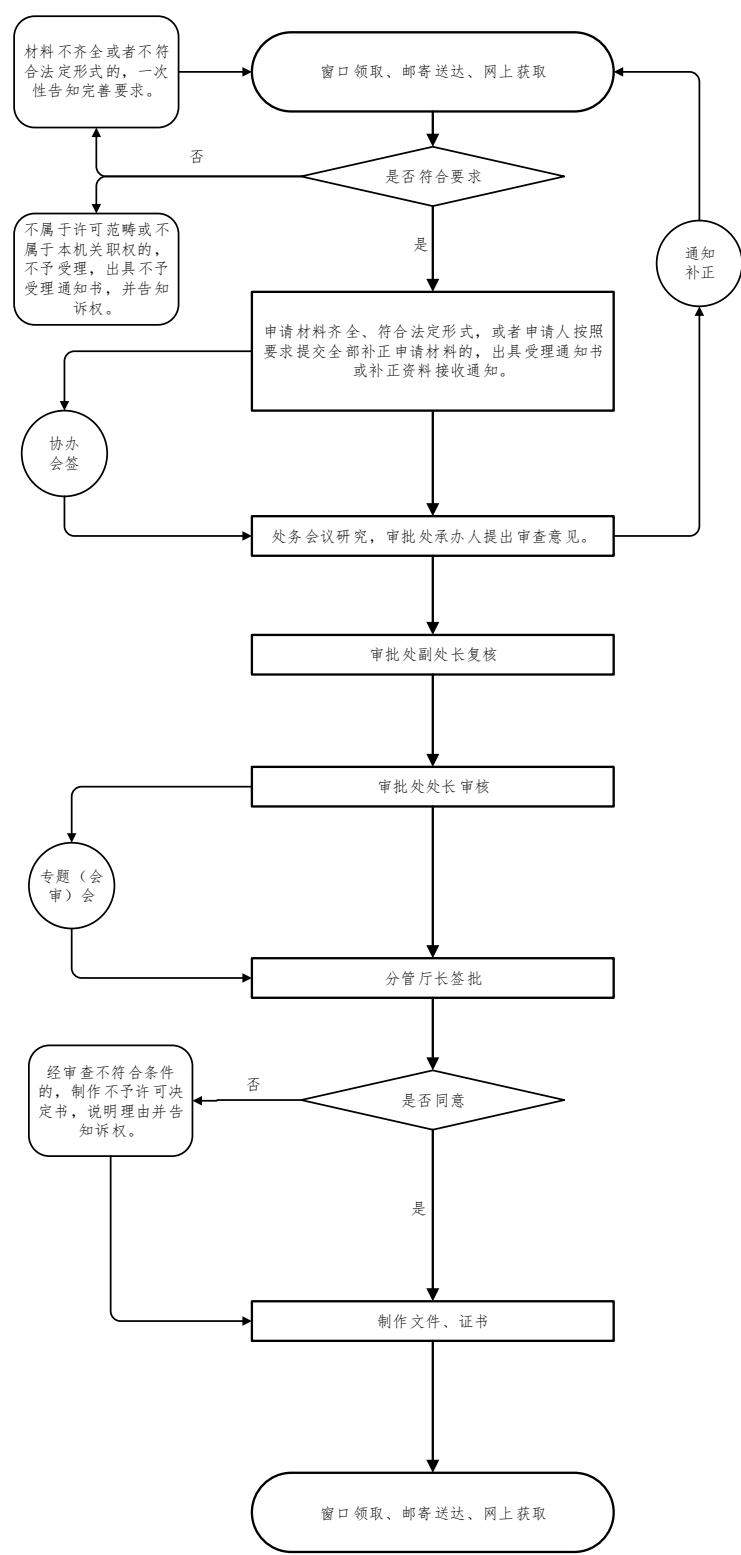 材料不齐全或者不符
合法定形式的，一次
性告知完善要求。
窗口领取、邮寄送达、网上获取
否
是否符合要求
不属于许可范畴或不
属于本机关职权的，
不予受理，出具不予
受理通知书，并告知
诉权。
是
通知
补正
申请材料齐全、符合法定形式，或者申请人按照
要求提交全部补正申请材料的，出具受理通知书
或补正资料接收通知。
协办
会签
处务会议研究，审批处承办人提出审查意见。
审批处副处长复核
审批处处长审核
专题（会
审）会
分管厅长签批
经审查不符合条件
的，制作不予许可决
定书，说明理由并告
知诉权。
否
是否同意
是
制作文件、证书
窗口领取、邮寄送达、网上获取